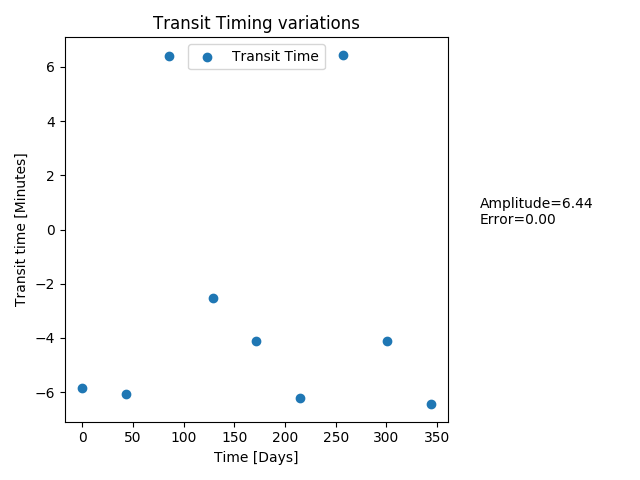 Transit Timing variations
Transit Time
6
4
2
0
−2
−4
−6
Transit time [Minutes]
Amplitude=6.44
Error=0.00
0 50 100 150 200 250 300 350
Time [Days]